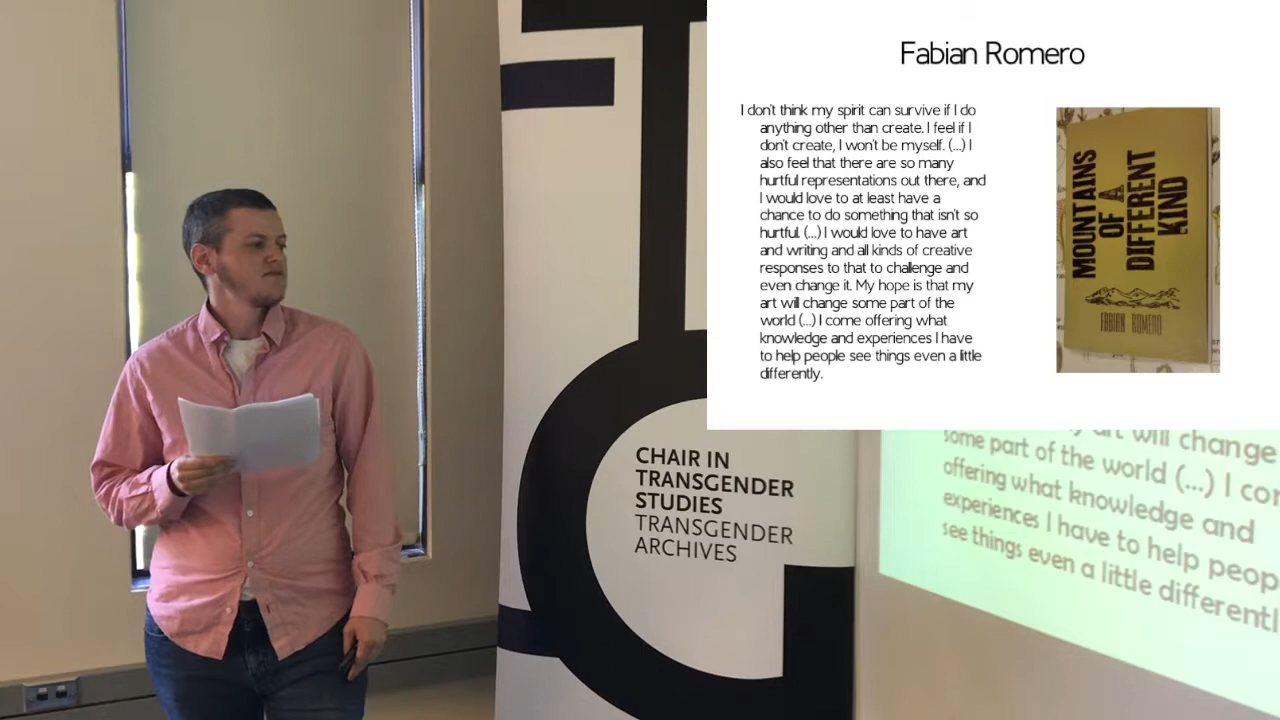 Fabian Romero
I don't think my spirit can survive if I do
anything other than create. I feel if I
don't create, I won't be myself. (...) I
also feel that there are so many
hurtful representations out there, and
I would love to at least have a
chance to do something that isn't so
hurtful. (...) I would love to have art
and writing and all kinds of creative
responses to that to challenge and
even change it. My hope is that my
art will change some part of the
world (...) I come offering what
knowledge and experiences I have
to help people see things even a little
differently.
MOUNTAINS
OF A
DIFFERENT
KIND
FABIAN ROMERO
CHAIR IN
TRANSGENDER
STUDIES
TRANSGENDER
ARCHIVES
art will change
some part of the world (...) I co
offering what knowledge and
experiences I have to help peop
see things even a little differentl